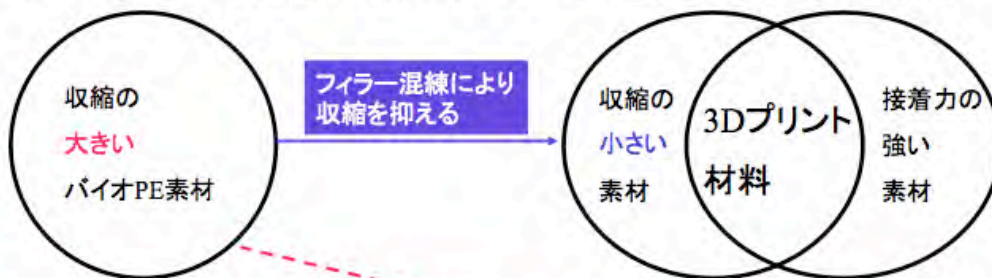 収縮の
大きい
バイオPE素材
フィラー混練により
収縮を抑える
収縮の
小さい
素材
3Dプリント
材料
接着力の
強い
素材